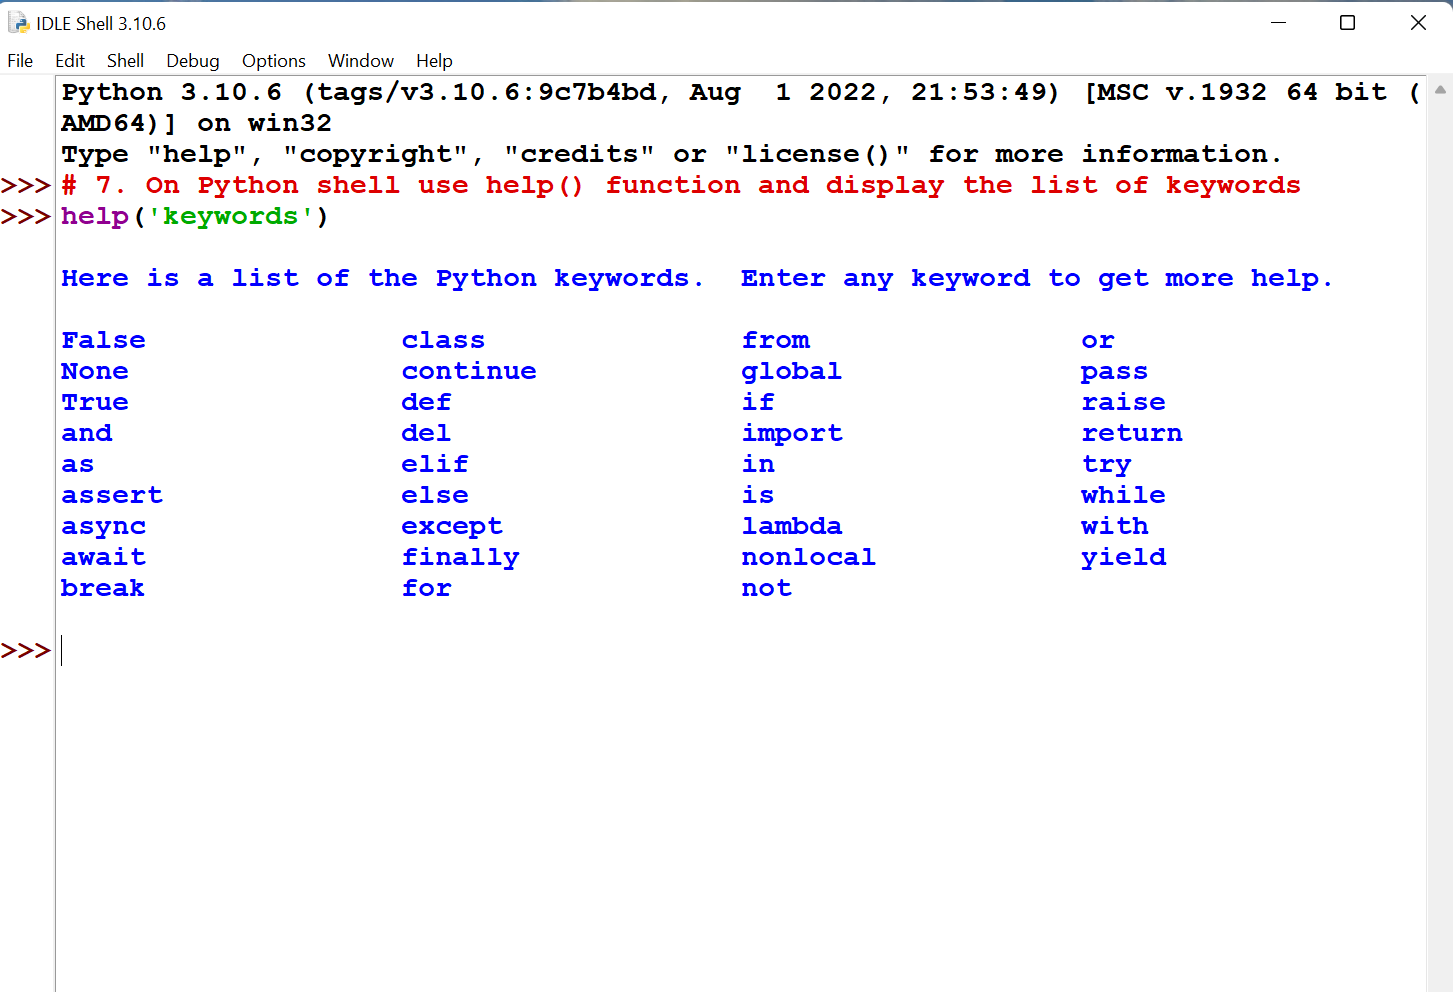 IDLE Shell 3.10.6
File Edit Shell Debug Options Window Help
Python 3.10.6 (tags/v3.10.6:9c7b4bd, Aug  1 2022, 21:53:49) [MSC v.1932 64 bit (
AMD64)] on win32
Type "help", "copyright", "credits" or "license()" for more information.
>>> # 7. On Python shell use help() function and display the list of keywords
>>> help('keywords')
Here is a list of the Python keywords.  Enter any keyword to get more help.
False               class               from                or
None                continue            global              pass
True                def                 if                  raise
and                 del                 import              return
as                  elif                in                  try
assert              else                is                  while
async               except              lambda              with
await               finally             nonlocal            yield
break               for                 not
>>>